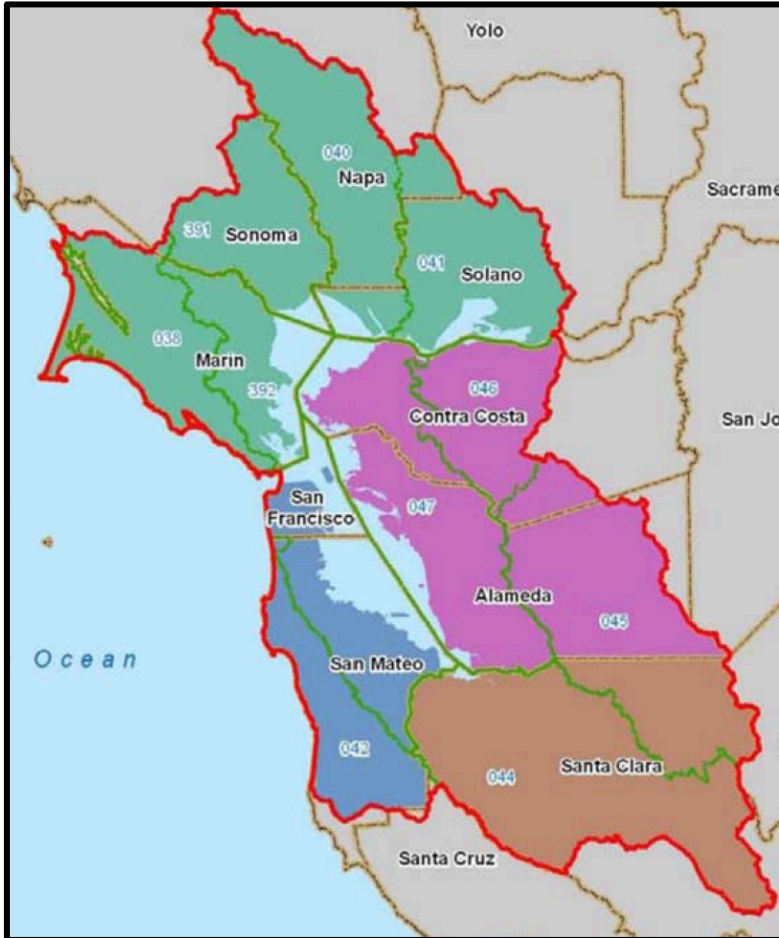 Yolo
040
Napa
Sacrame
391
Sonoma
041
Solano
038
Marin
392
046
Contra Costa
San Jo
San
Francisco
047
Alameda
045
Ocean
San Mateo
042
044
Santa Clara
Santa Cruz